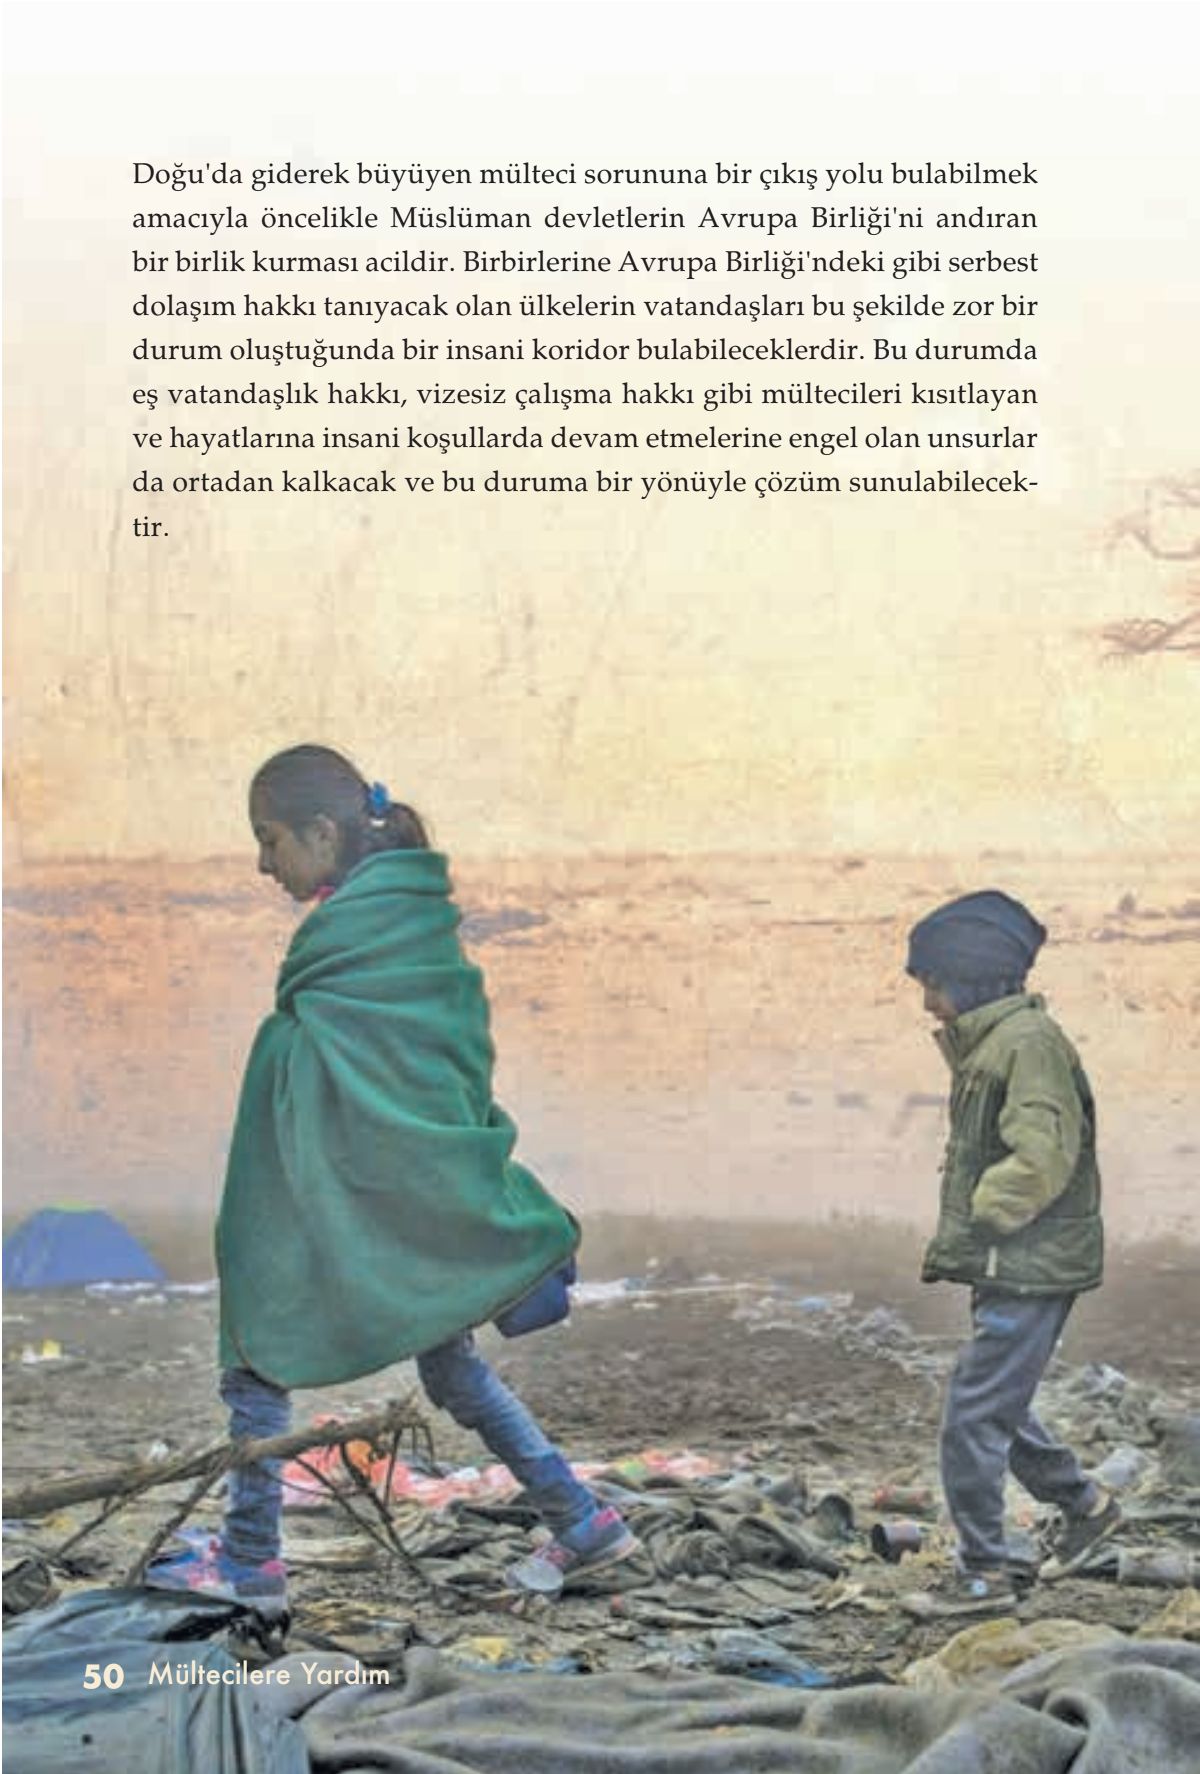 Doğu'da giderek büyüyen mülteci sorununa bir çıkış yolu bulabilmek
amacıyla öncelikle Müslüman devletlerin Avrupa Birliği'ni andıran
bir birlik kurması acildir. Birbirlerine Avrupa Birliği'ndeki gibi serbest
dolaşım hakkı tanıyacak olan ülkelerin vatandaşları bu şekilde zor bir
durum oluştuğunda bir insani koridor bulabileceklerdir. Bu durumda
eş vatandaşlık hakkı, vizesiz çalışma hakkı gibi mültecileri kısıtlayan
ve hayatlarına insani koşullarda devam etmelerine engel olan unsurlar
da ortadan kalkacak ve bu duruma bir yönüyle çözüm sunulabilecek-
tir.
50 Mültecilere Yardım